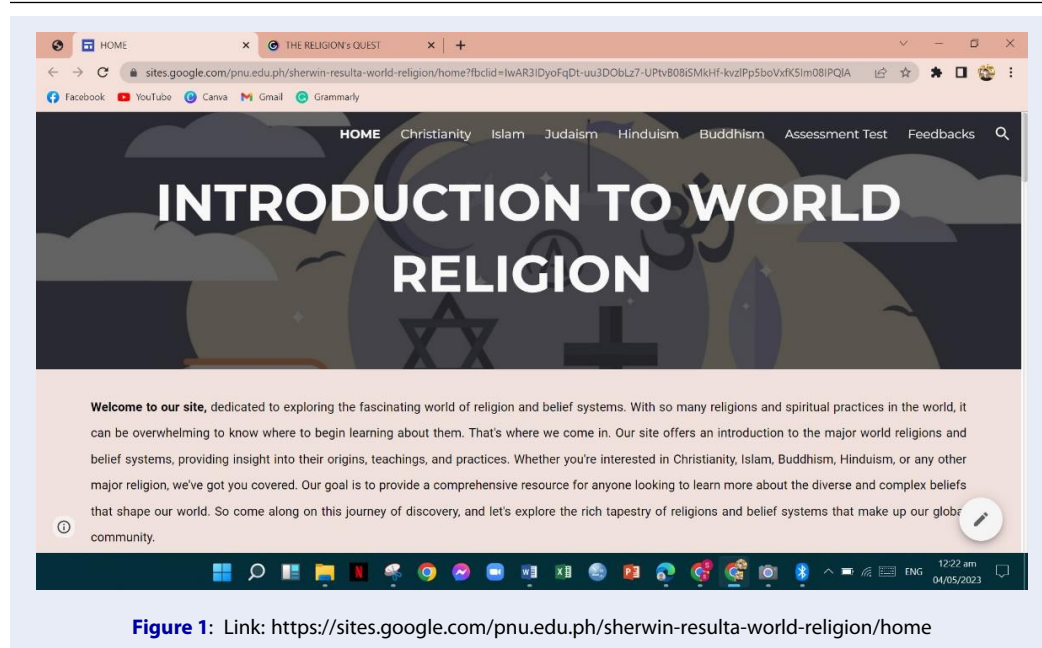 HOME
THE RELIGION's QUEST
sites.google.com/pnu.edu.ph/sherwin-resulta-world-religion/home?fbclid=IwAR3IDyoFqDt-uu3DObLz7-UPtvB08iSMkHf-kvzlPp5boVxfK5Im08IPQIA
Facebook YouTube Canva Gmail Grammarly
HOME Christianity Islam Judaism Hinduism Buddhism Assessment Test Feedbacks
INTRODUCTION TO WORLD
RELIGION
Welcome to our site, dedicated to exploring the fascinating world of religion and belief systems. With so many religions and spiritual practices in the world, it
can be overwhelming to know where to begin learning about them. That's where we come in. Our site offers an introduction to the major world religions and
belief systems, providing insight into their origins, teachings, and practices. Whether you're interested in Christianity, Islam, Buddhism, Hinduism, or any other
major religion, we've got you covered. Our goal is to provide a comprehensive resource for anyone looking to learn more about the diverse and complex beliefs
that shape our world. So come along on this journey of discovery, and let's explore the rich tapestry of religions and belief systems that make up our globa
community.
ENG
12:22 am
04/05/2023
Figure 1: Link: https://sites.google.com/pnu.edu.ph/sherwin-resulta-world-religion/home